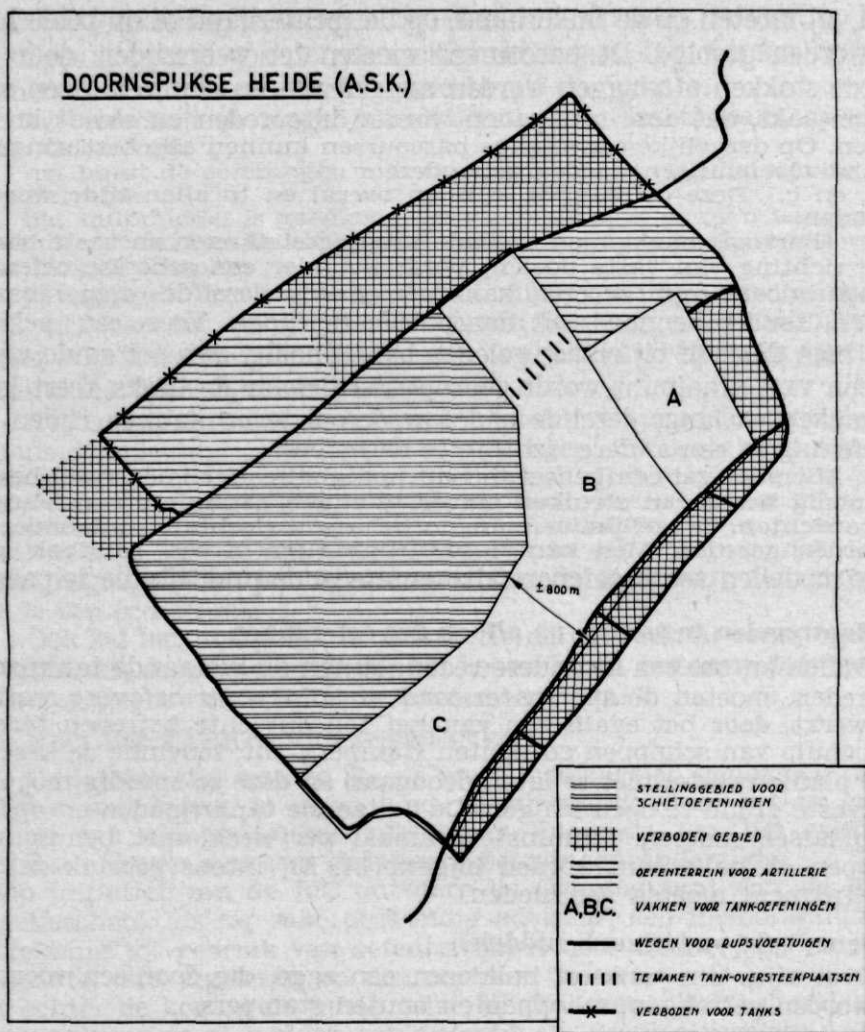 DOORNSPIJKSE HEIDE (A.S.K.)
A
B
± 800 m
C
STELLINGGEBIED VOOR
SCHIETOEFENINGEN
VERBODEN GEBIED
OEFENTERREIN VOOR ARTILLERIE
A,B,C. VAKKEN VOOR TANK-OEFENINGEN
WEGEN VOOR RUPSVOERTUIGEN
TE MAKEN TANK-OVERSTEEKPLAATSEN
VERBODEN VOOR TANKS